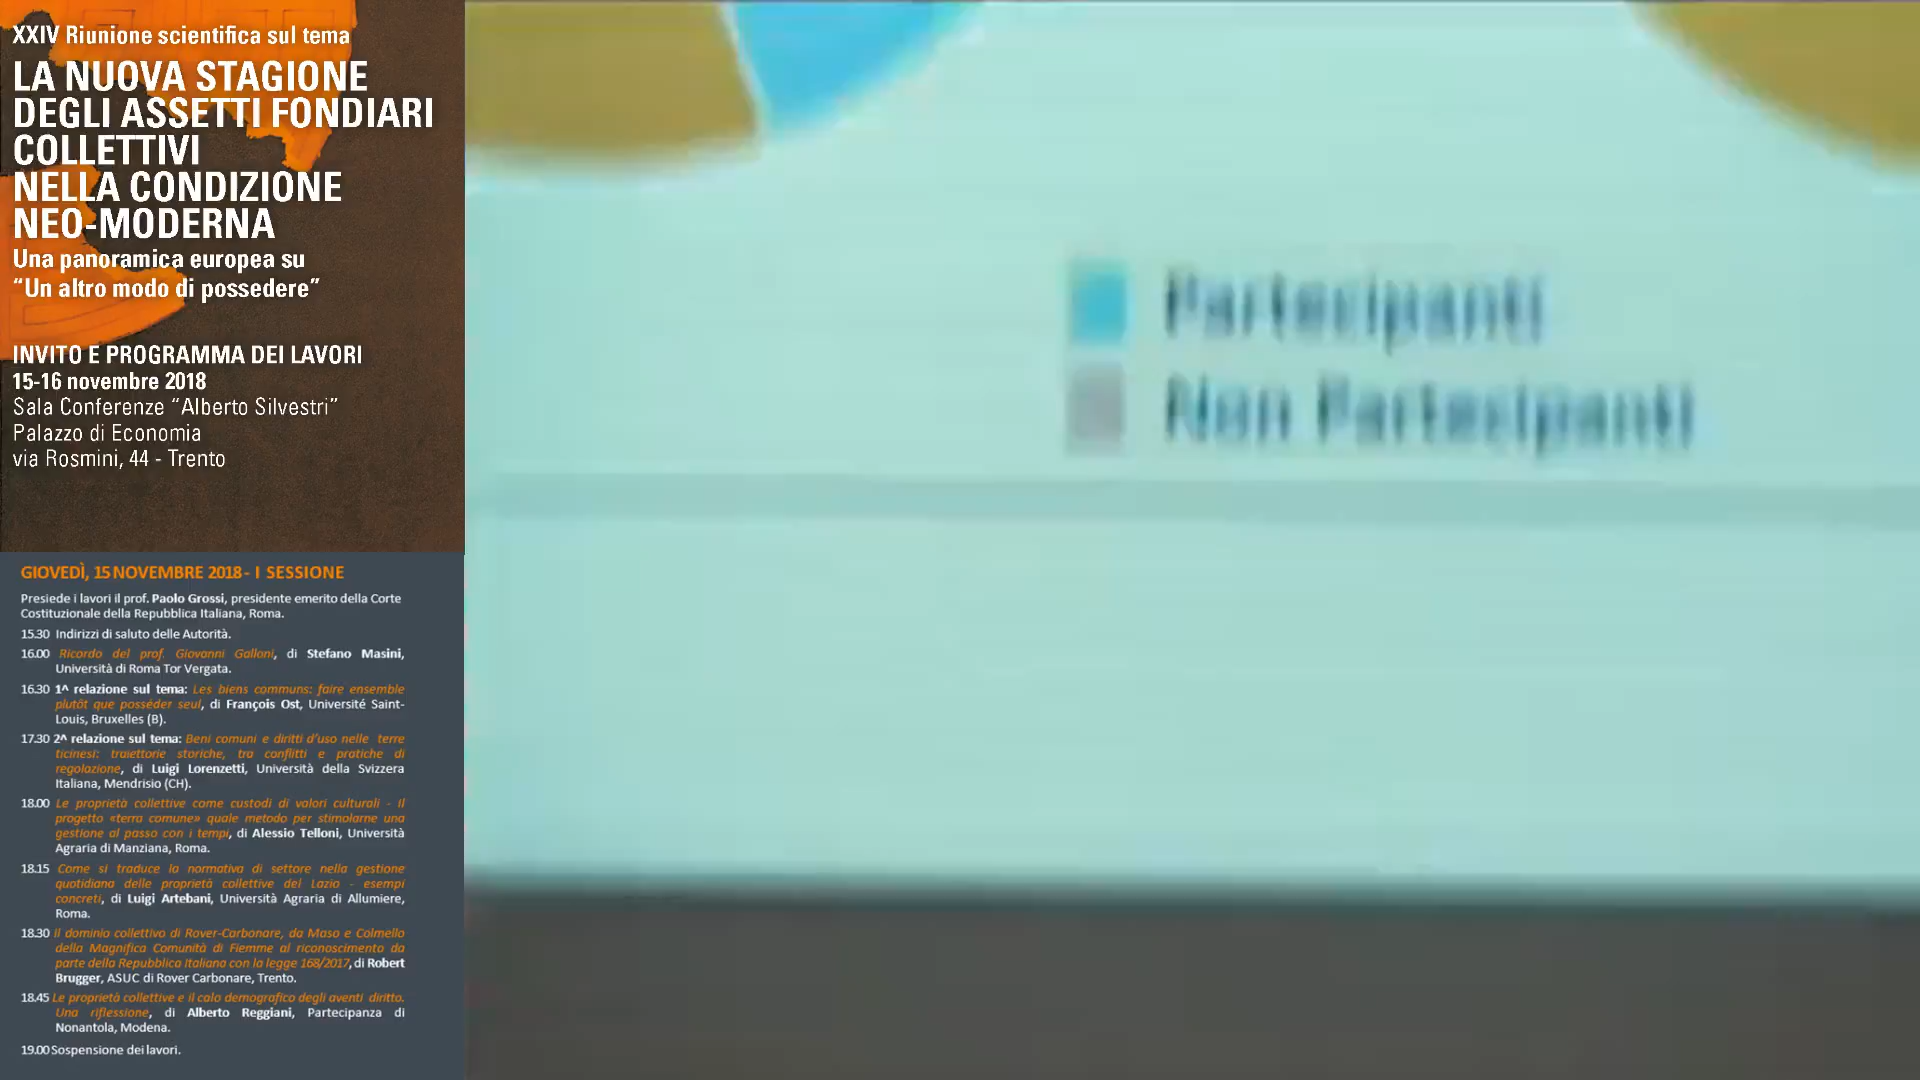 XXIV Riunione scientifica sul tema
LA NUOVA STAGIONE
DEGLI ASSETTI FONDIARI
COLLETTIVI
NELLA CONDIZIONE
NEO-MODERNA
Una panoramica europea su
“Un altro modo di possedere”
INVITO E PROGRAMMA DEI LAVORI
15-16 novembre 2018
Sala Conferenze “Alberto Silvestri”
Palazzo di Economia
via Rosmini, 44 - Trento
GIOVEDÌ, 15 NOVEMBRE 2018 - I SESSIONE
Presiede i lavori il prof. Paolo Grossi, presidente emerito della Corte
Costituzionale della Repubblica Italiana, Roma.
15.30 Indirizzi di saluto delle Autorità.
16.00 Ricordo del prof. Giovanni Galloni, di Stefano Masini,
Università di Roma Tor Vergata.
16.30 1^ relazione sul tema: Les biens communs: faire ensemble
plutôt que posséder seul, di François Ost, Université Saint-
Louis, Bruxelles (B).
17.30 2^ relazione sul tema: Beni comuni e diritti d’uso nelle terre
ticinesi: traiettorie storiche, tra conflitti e pratiche di
regolazione, di Luigi Lorenzetti, Università della Svizzera
Italiana, Mendrisio (CH).
18.00 Le proprietà collettive come custodi di valori culturali - Il
progetto «terra comune» quale metodo per stimolarne una
gestione al passo con i tempi, di Alessio Telloni, Università
Agraria di Manziana, Roma.
18.15 Come si traduce la normativa di settore nella gestione
quotidiana delle proprietà collettive del Lazio - esempi
concreti, di Luigi Artebani, Università Agraria di Allumiere,
Roma.
18.30 Il dominio collettivo di Rover-Carbonare, da Maso e Colmello
della Magnifica Comunità di Fiemme al riconoscimento da
parte della Repubblica Italiana con la legge 168/2017, di Robert
Brugger, ASUC di Rover Carbonare, Trento.
18.45 Le proprietà collettive e il calo demografico degli aventi diritto.
Una riflessione, di Alberto Reggiani, Partecipanza di
Nonantola, Modena.
19.00 Sospensione dei lavori.
Partecipanti
Non Partecipanti